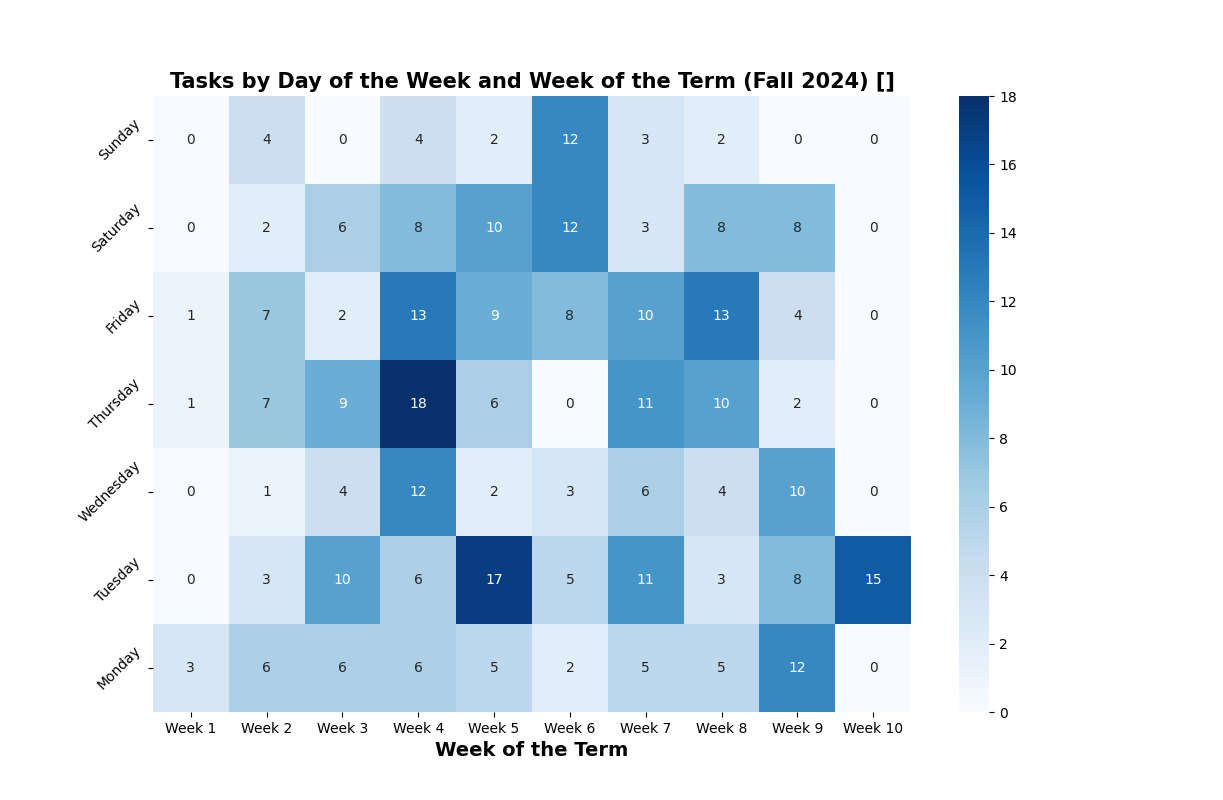 Tasks by Day of the Week and Week of the Term (Fall 2024) []
Sunday 0 4 0 4 2 12 3 2 0 0
Saturday 0 2 6 8 10 12 3 8 8 0
Friday 1 7 2 13 9 8 10 13 4 0
Thursday 1 7 9 18 6 0 11 10 2 0
Wednesday 0 1 4 12 2 3 6 4 10 0
Tuesday 0 3 10 6 17 5 11 3 8 15
Monday 3 6 6 6 5 2 5 5 12 0
Week 1 Week 2 Week 3 Week 4 Week 5 Week 6 Week 7 Week 8 Week 9 Week 10
Week of the Term
18
16
14
12
10
8
6
4
2
0